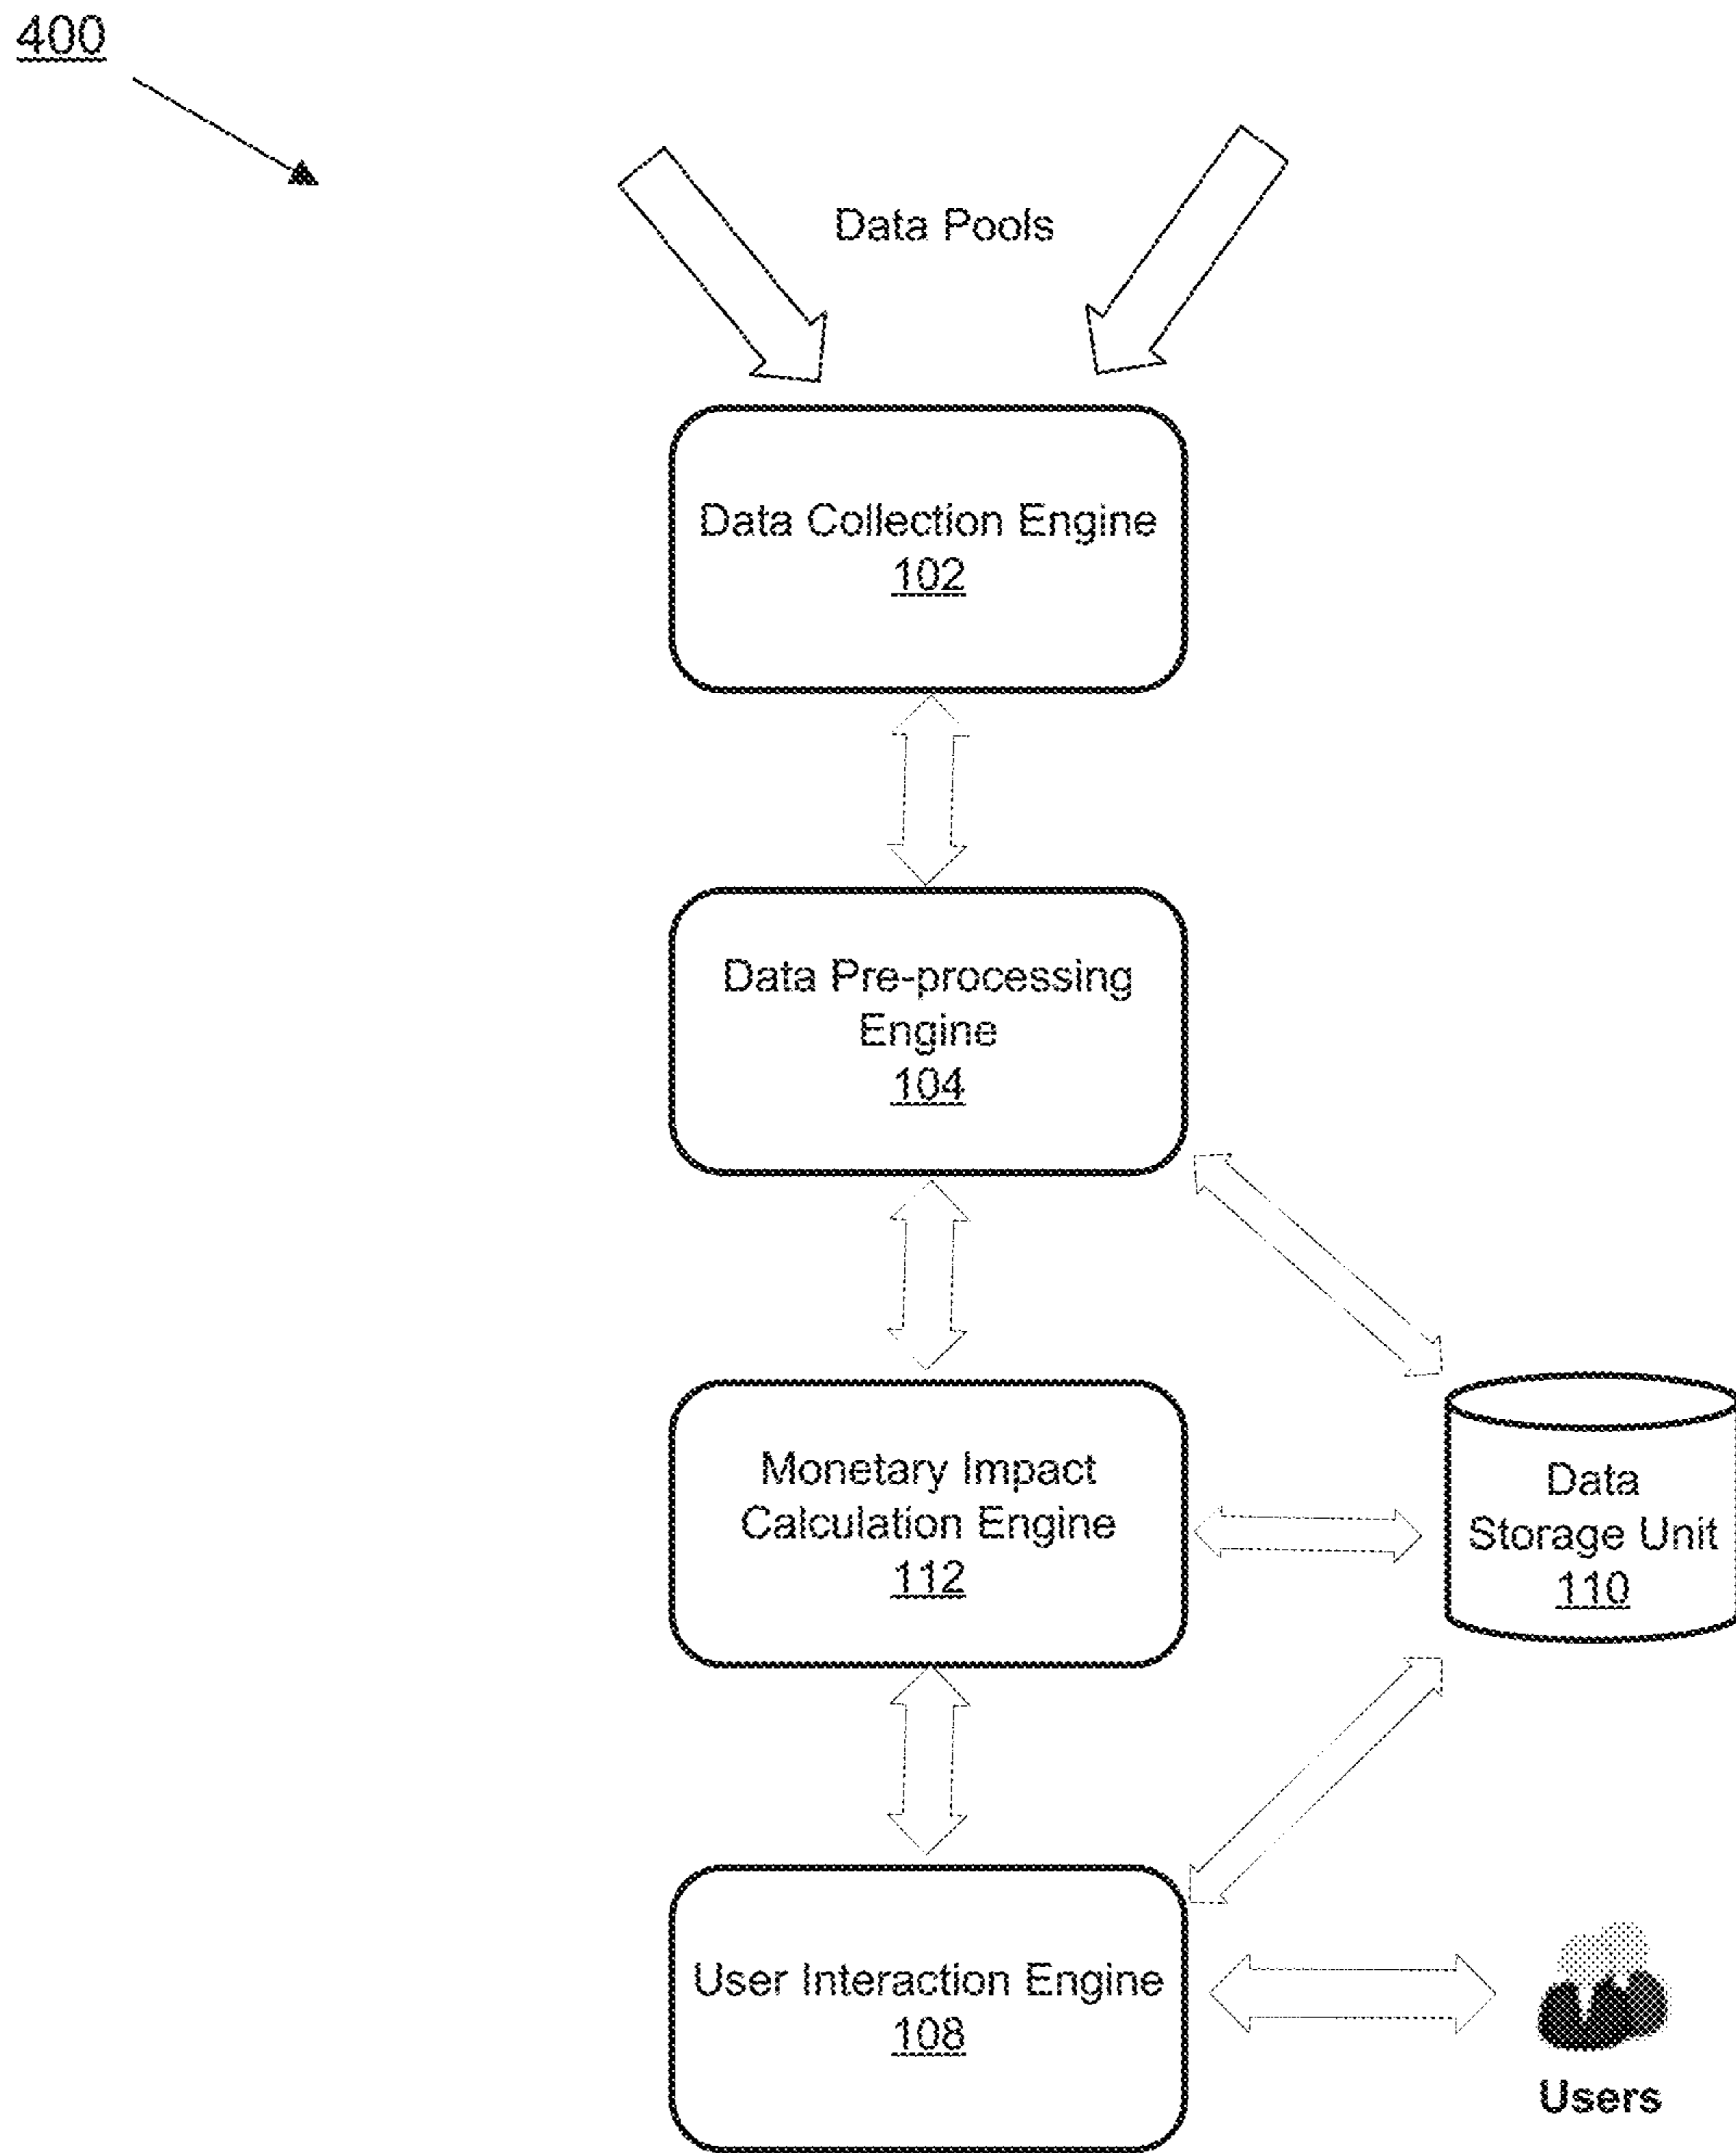 400
Data Pools
Data Collection Engine
102
Data Pre-processing
Engine
104
Monetary Impact
Calculation Engine
112
Data
Storage Unit
110
User Interaction Engine
108
Users